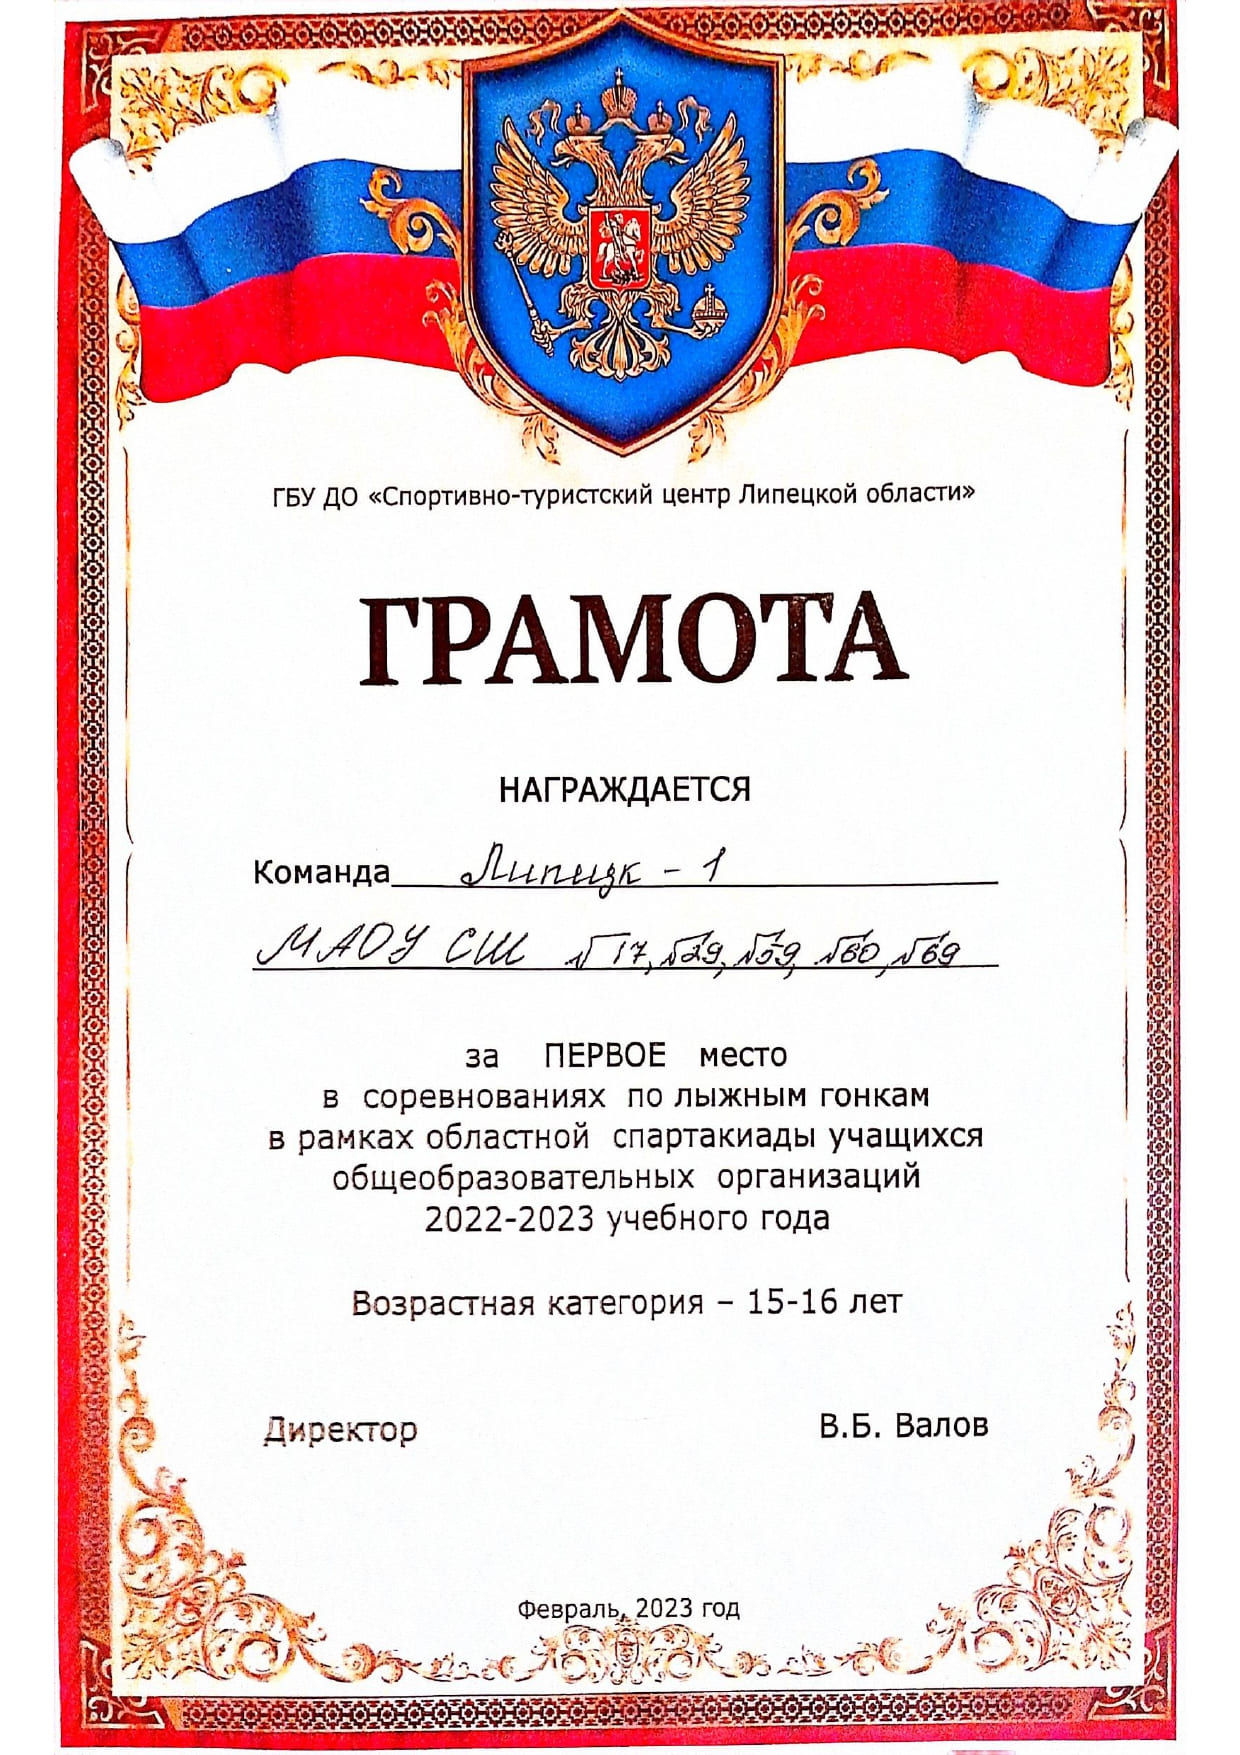 ГБУ ДО «Спортивно-туристский центр Липецкой области»
ГРАМОТА
НАГРАЖДАЕТСЯ
Команда Липецк - 1
МАОУ СШ №17, №29, №59, №60, №69
за ПЕРВОЕ место
в соревнованиях по лыжным гонкам
в рамках областной спартакиады учащихся
общеобразовательных организаций
2022-2023 учебного года
Возрастная категория – 15-16 лет
Директор В.Б. Валов
Февраль, 2023 год